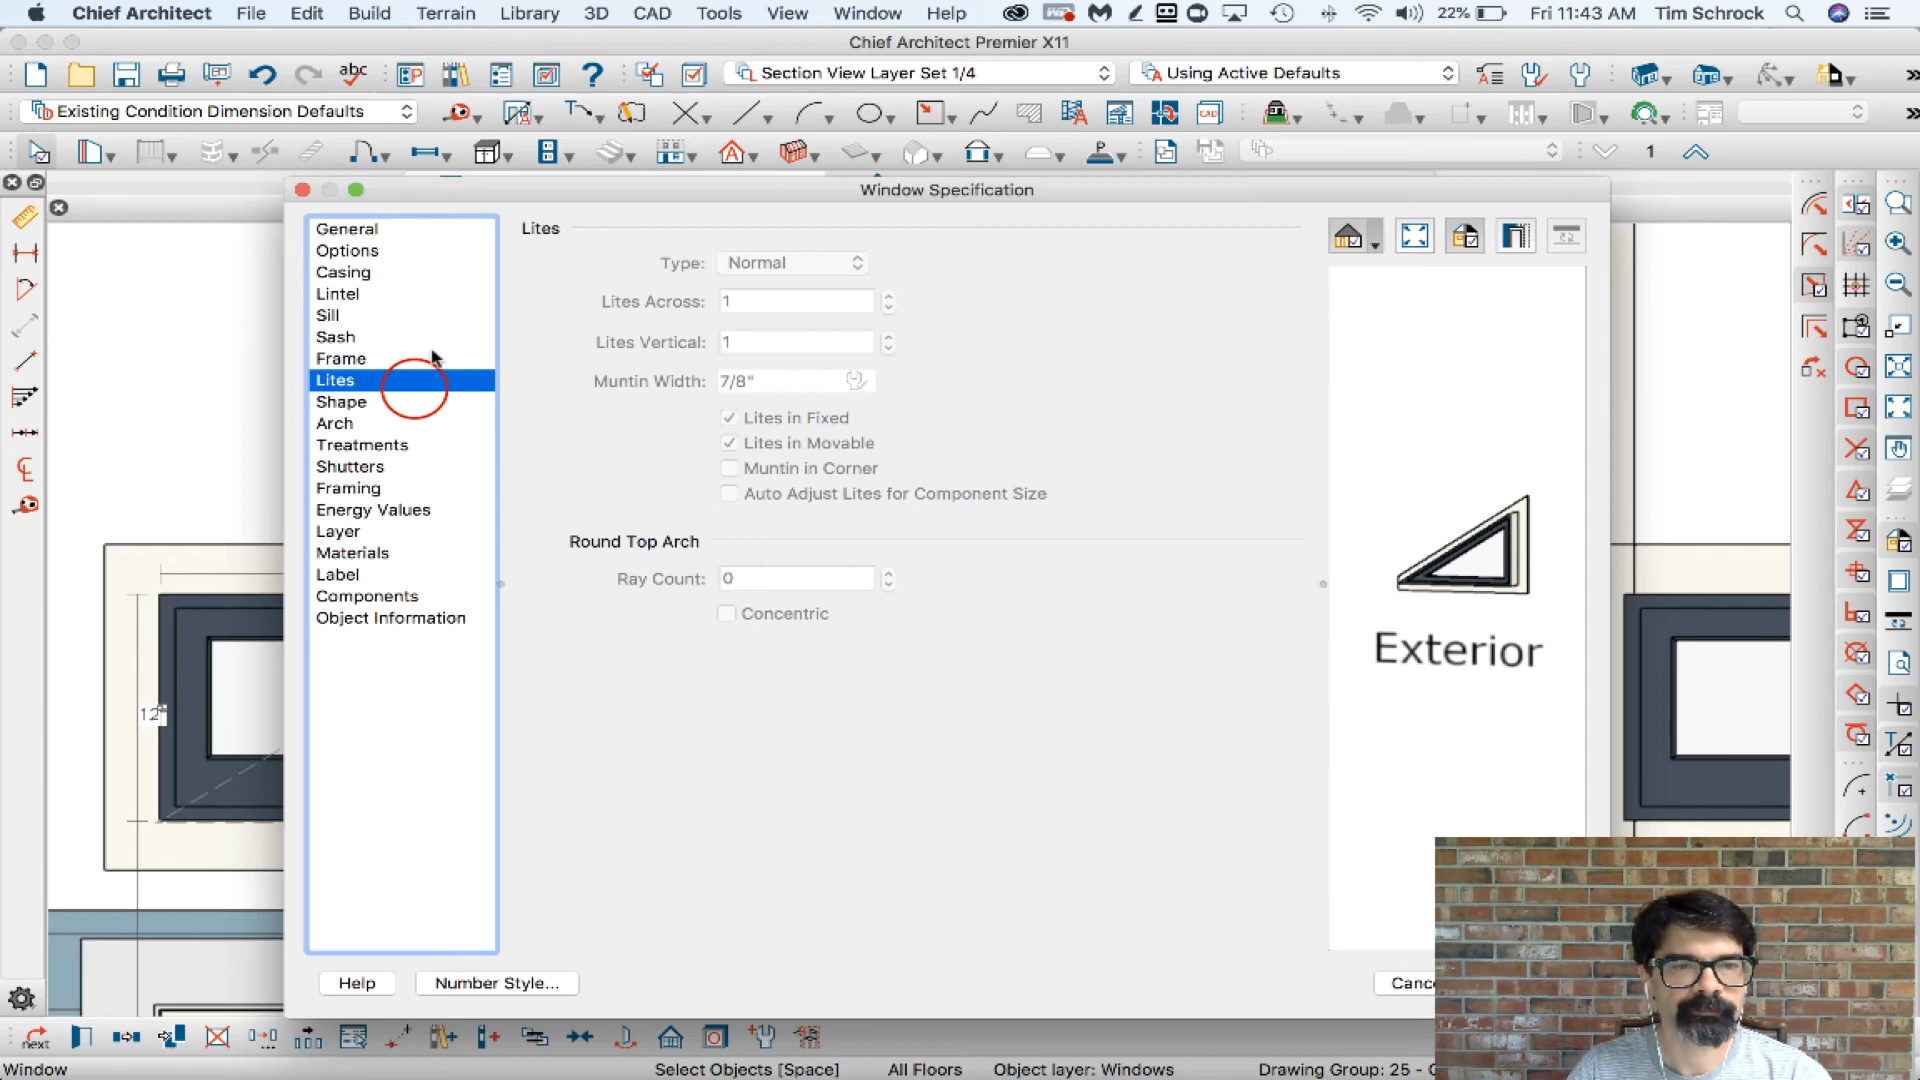 Chief Architect File Edit Build Terrain Library 3D CAD Tools View Window Help 22% Fri 11:43 AM Tim Schrock
Chief Architect Premier X11
abc Section View Layer Set 1/4 Using Active Defaults
Existing Condition Dimension Defaults
1
Window Specification
General
Options
Casing
Lintel
Sill
Sash
Frame
Lites
Shape
Arch
Treatments
Shutters
Framing
Energy Values
Layer
Materials
Label
Components
Object Information
Lites
Type: Normal
Lites Across: 1
Lites Vertical: 1
Muntin Width: 7/8"
Lites in Fixed
Lites in Movable
Muntin in Corner
Auto Adjust Lites for Component Size
Round Top Arch
Ray Count: 0
Concentric
Exterior
12"
Help Number Style... Cance
next
Window Select Objects [Space] All Floors Object layer: Windows Drawing Group: 25 -